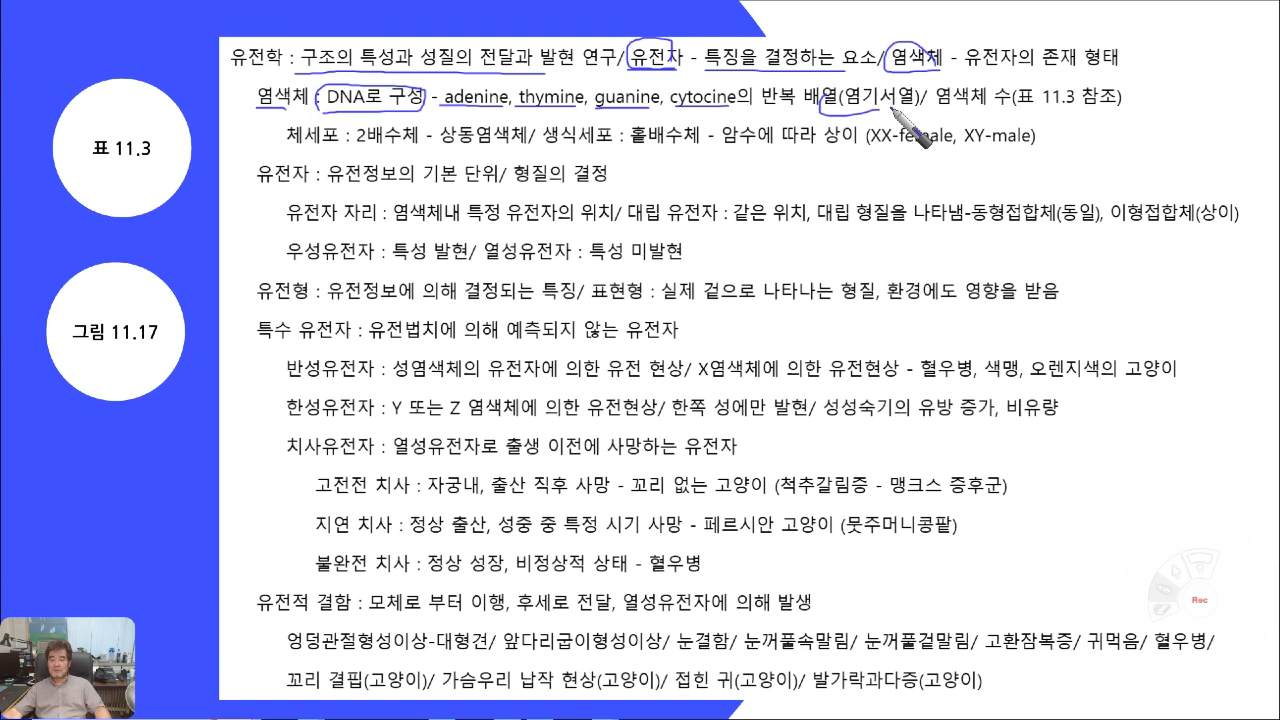 표 11.3
그림 11.17
유전학 : 구조의 특성과 성질의 전달과 발현 연구/ 유전자 - 특징을 결정하는 요소/ 염색체 - 유전자의 존재 형태
염색체 : DNA로 구성 - adenine, thymine, guanine, cytocine의 반복 배열(염기서열)/ 염색체 수(표 11.3 참조)
체세포 : 2배수체 - 상동염색체/ 생식세포 : 홑배수체 - 암수에 따라 상이 (XX-female, XY-male)
유전자 : 유전정보의 기본 단위/ 형질의 결정
유전자 자리 : 염색체내 특정 유전자의 위치/ 대립 유전자 : 같은 위치, 대립 형질을 나타냄-동형접합체(동일), 이형접합체(상이)
우성유전자 : 특성 발현/ 열성유전자 : 특성 미발현
유전형 : 유전정보에 의해 결정되는 특징/ 표현형 : 실제 겉으로 나타나는 형질, 환경에도 영향을 받음
특수 유전자 : 유전법치에 의해 예측되지 않는 유전자
반성유전자 : 성염색체의 유전자에 의한 유전 현상/ X염색체에 의한 유전현상 - 혈우병, 색맹, 오렌지색의 고양이
한성유전자 : Y 또는 Z 염색체에 의한 유전현상/ 한쪽 성에만 발현/ 성성숙기의 유방 증가, 비유량
치사유전자 : 열성유전자로 출생 이전에 사망하는 유전자
고전전 치사 : 자궁내, 출산 직후 사망 - 꼬리 없는 고양이 (척추갈림증 - 맹크스 증후군)
지연 치사 : 정상 출산, 성중 중 특정 시기 사망 - 페르시안 고양이 (뭇주머니콩팥)
불완전 치사 : 정상 성장, 비정상적 상태 - 혈우병
유전적 결함 : 모체로 부터 이행, 후세로 전달, 열성유전자에 의해 발생
엉덩관절형성이상-대형견/ 앞다리굽이형성이상/ 눈결함/ 눈꺼풀속말림/ 눈꺼풀겉말림/ 고환잠복증/ 귀먹음/ 혈우병/
꼬리 결핍(고양이)/ 가슴우리 납작 현상(고양이)/ 접힌 귀(고양이)/ 발가락과다증(고양이)
Rec